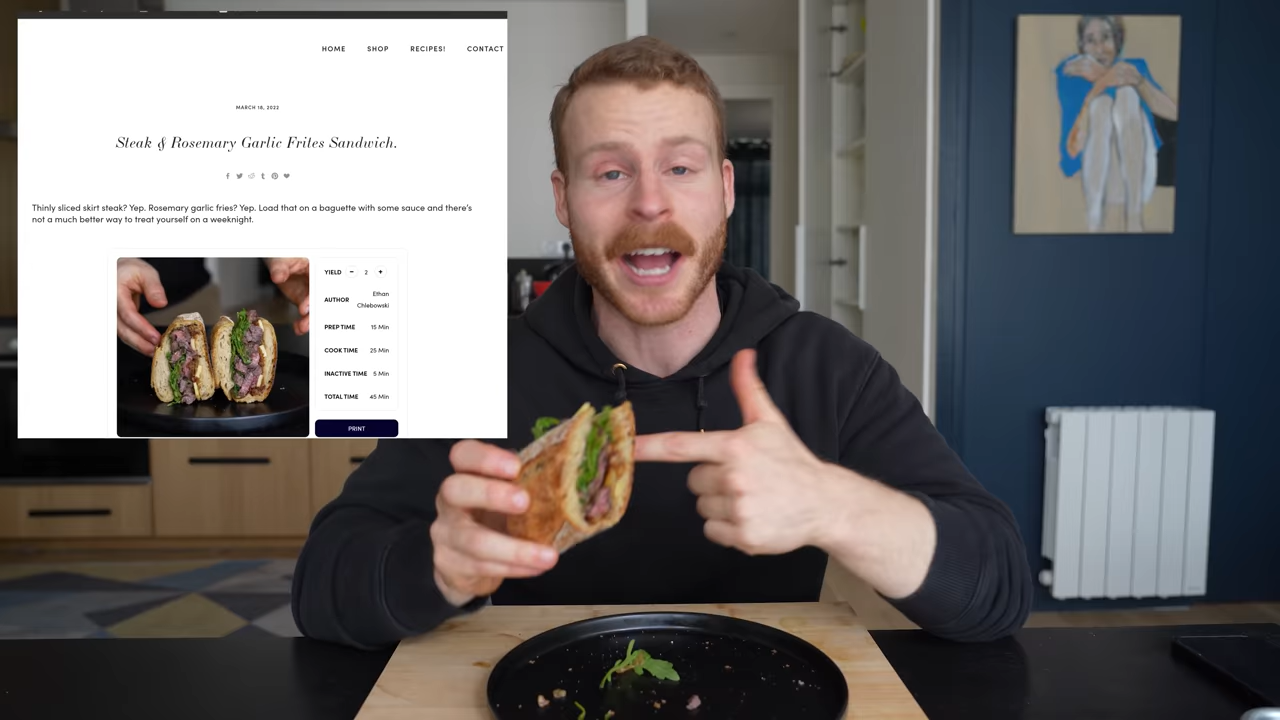 HOME SHOP RECIPES! CONTACT
MARCH 16, 2022
Steak & Rosemary Garlic Frites Sandwich.
Thinly sliced skirt steak? Yep. Rosemary garlic fries? Yep. Load that on a baguette with some sauce and there's
not a much better way to treat yourself on a weeknight.
YIELD − 2 +
AUTHOR Ethan
Chlebowski
PREP TIME 15 Min
COOK TIME 25 Min
INACTIVE TIME 5 Min
TOTAL TIME 45 Min
PRINT